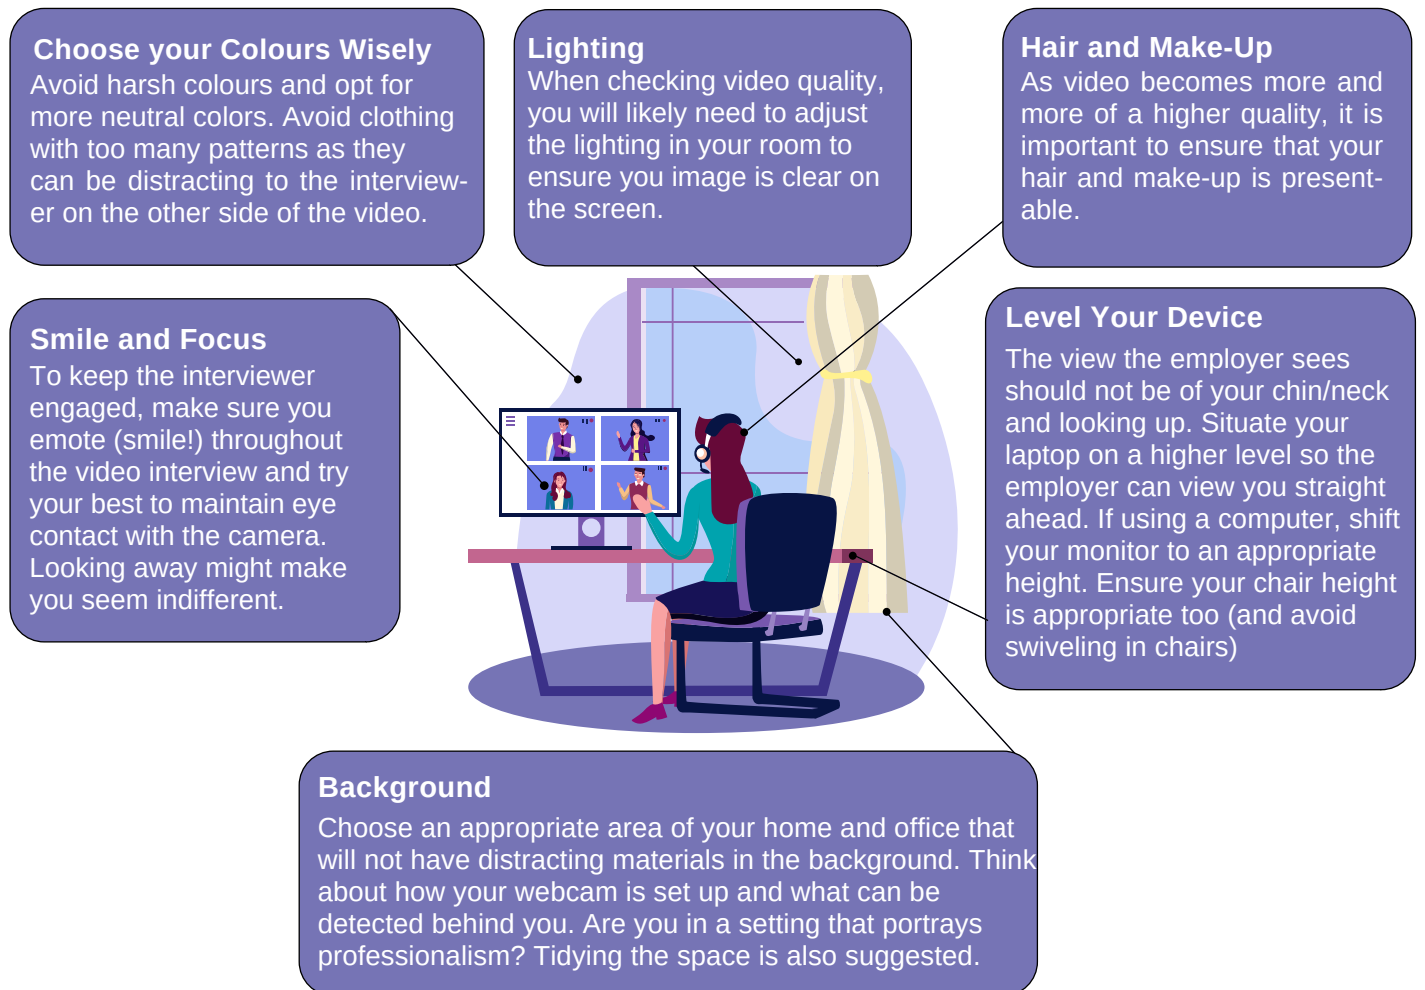 Choose your Colours Wisely
Avoid harsh colours and opt for
more neutral colors. Avoid clothing
with too many patterns as they
can be distracting to the interview-
er on the other side of the video.
Lighting
When checking video quality,
you will likely need to adjust
the lighting in your room to
ensure you image is clear on
the screen.
Hair and Make-Up
As video becomes more and
more of a higher quality, it is
important to ensure that your
hair and make-up is present-
able.
Smile and Focus
To keep the interviewer
engaged, make sure you
emote (smile!) throughout
the video interview and try
your best to maintain eye
contact with the camera.
Looking away might make
you seem indifferent.
Level Your Device
The view the employer sees
should not be of your chin/neck
and looking up. Situate your
laptop on a higher level so the
employer can view you straight
ahead. If using a computer, shift
your monitor to an appropriate
height. Ensure your chair height
is appropriate too (and avoid
swiveling in chairs)
Background
Choose an appropriate area of your home and office that
will not have distracting materials in the background. Think
about how your webcam is set up and what can be
detected behind you. Are you in a setting that portrays
professionalism? Tidying the space is also suggested.